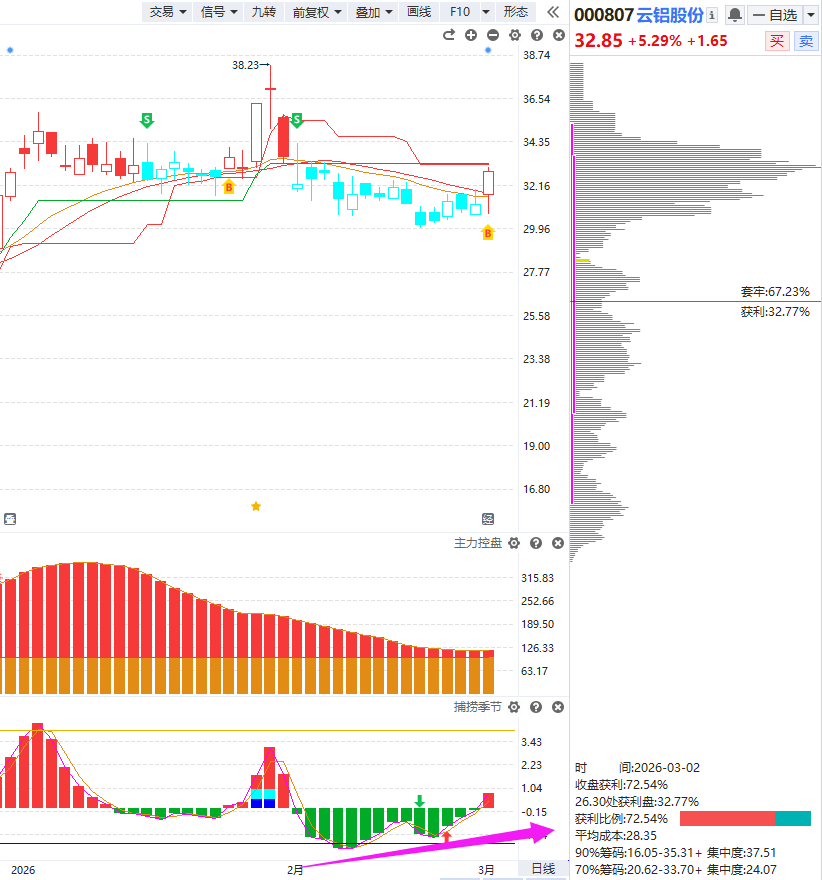 交易 信号 九转 前复权 叠加 画线 F10 形态
000807 云铝股份
自选
32.85 +5.29% +1.65
买 卖
38.74
38.23
36.54
34.35
32.16
29.96
27.77
25.58
23.38
21.19
19.00
16.80
S
S
B
B
套牢:67.23%
获利:32.77%
主力控盘
315.83
252.66
189.50
126.33
63.17
捕捞季节
3.43
2.23
1.04
-0.15
2026 2月 3月 日线
时 间:2026-03-02
收盘获利:72.54%
26.30处获利盘:32.77%
获利比例:72.54%
平均成本:28.35
90%筹码:16.05-35.31+ 集中度:37.51
70%筹码:20.62-33.70+ 集中度:24.07